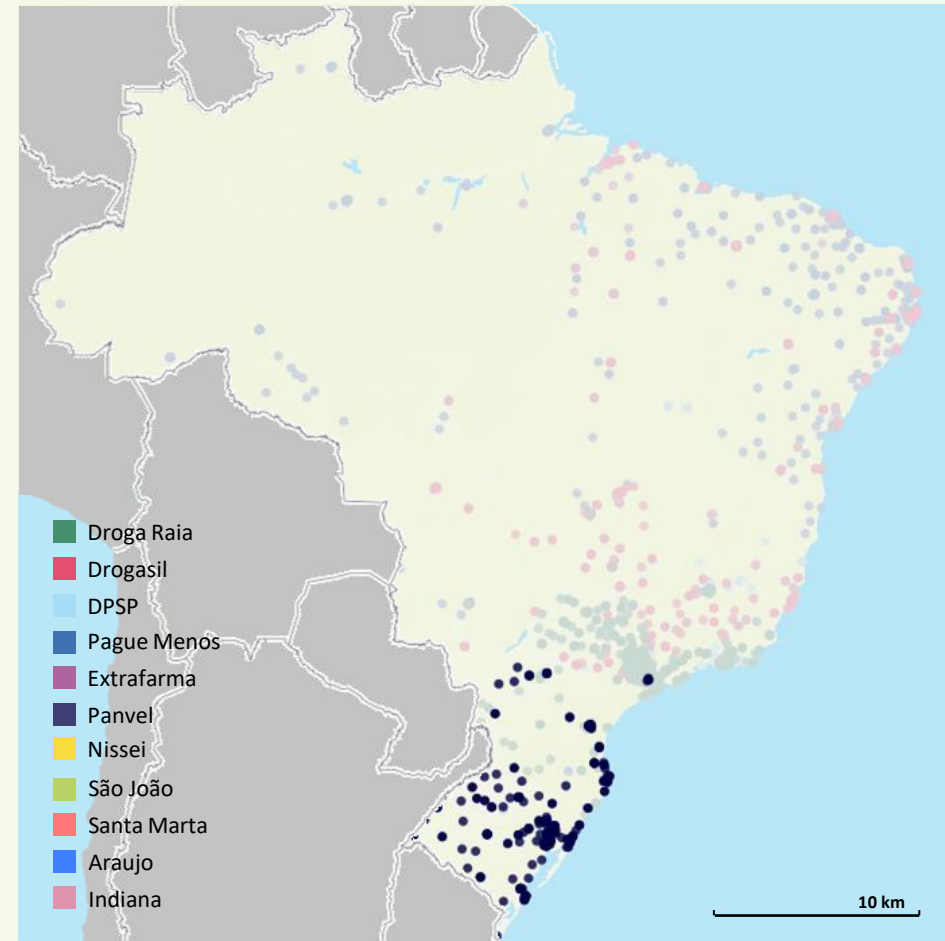 Droga Raia
Drogasil
DPSP
Pague Menos
Extrafarma
Panvel
Nissei
São João
Santa Marta
Araujo
Indiana
10 km